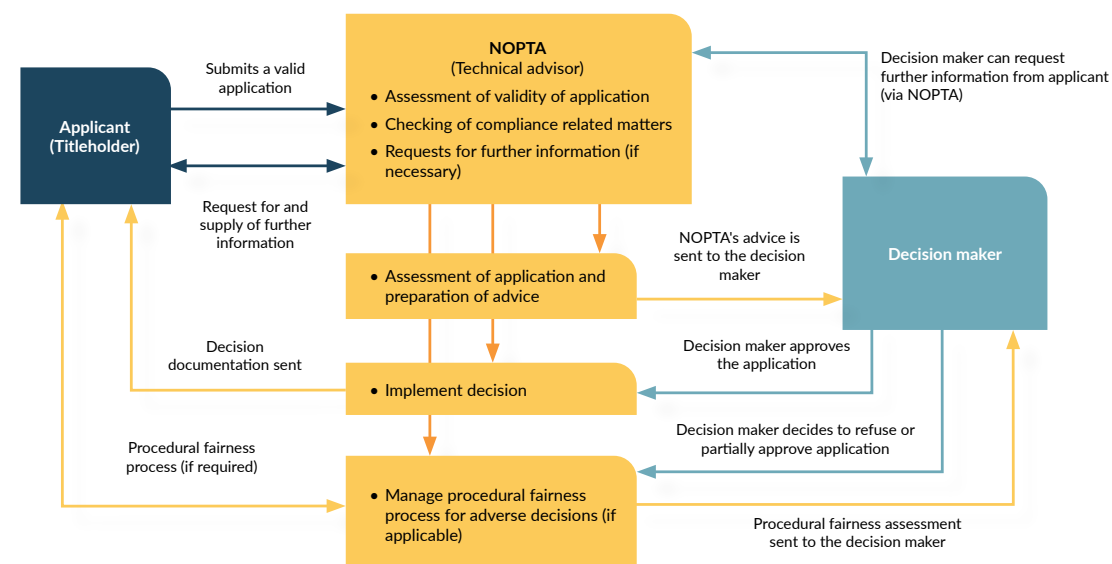 NOPTA
(Technical advisor)
• Assessment of validity of application
• Checking of compliance related matters
• Requests for further information (if
necessary)
Submits a valid
application
Applicant
(Titleholder)
Request for and
supply of further
information
Decision maker can request
further information from applicant
(via NOPTA)
Decision maker
• Assessment of application and
preparation of advice
NOPTA's advice is
sent to the decision
maker
Decision
documentation sent
• Implement decision
Decision maker approves
the application
Decision maker decides to refuse or
partially approve application
Procedural fairness
process (if required)
• Manage procedural fairness
process for adverse decisions (if
applicable)
Procedural fairness assessment
sent to the decision maker